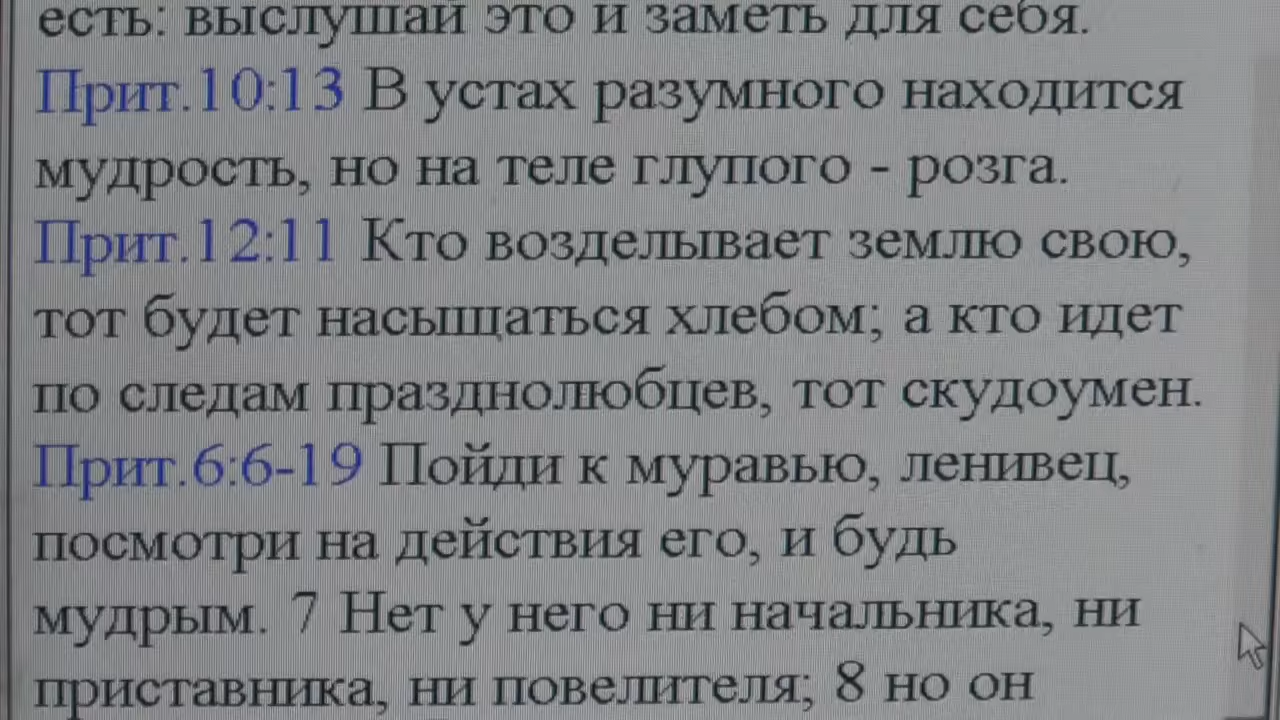 есть: выслушай это и заметь для себя.
Прит.10:13 В устах разумного находится
мудрость, но на теле глупого - розга.
Прит.12:11 Кто возделывает землю свою,
тот будет насыщаться хлебом; а кто идет
по следам празднолюбцев, тот скудоумен.
Прит.6:6-19 Пойди к муравью, ленивец,
посмотри на действия его, и будь
мудрым. 7 Нет у него ни начальника, ни
приставника, ни повелителя; 8 но он